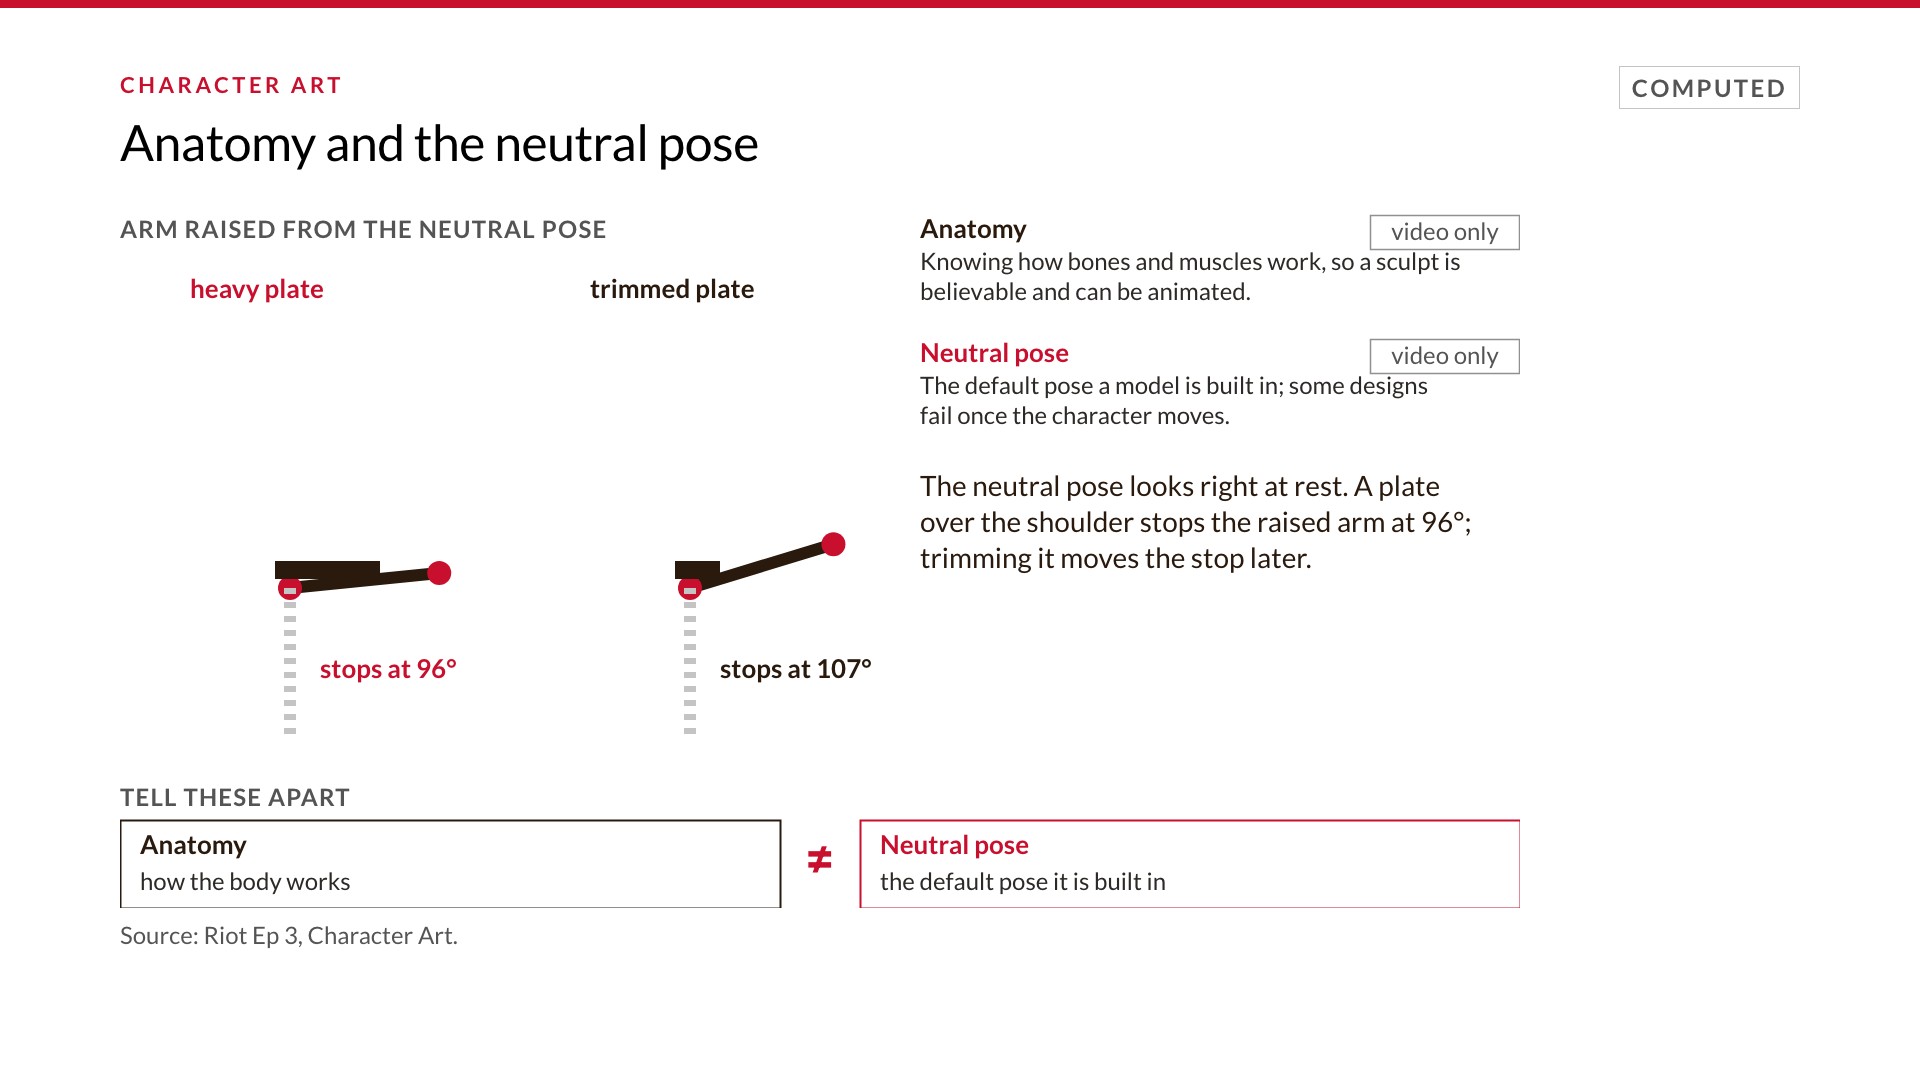 CHARACTER ART
COMPUTED
Anatomy and the neutral pose
ARM RAISED FROM THE NEUTRAL POSE
heavy plate
trimmed plate
stops at 96°
stops at 107°
Anatomy
video only
Knowing how bones and muscles work, so a sculpt is
believable and can be animated.
Neutral pose
video only
The default pose a model is built in; some designs
fail once the character moves.
The neutral pose looks right at rest. A plate
over the shoulder stops the raised arm at 96°;
trimming it moves the stop later.
TELL THESE APART
Anatomy
how the body works
≠
Neutral pose
the default pose it is built in
Source: Riot Ep 3, Character Art.